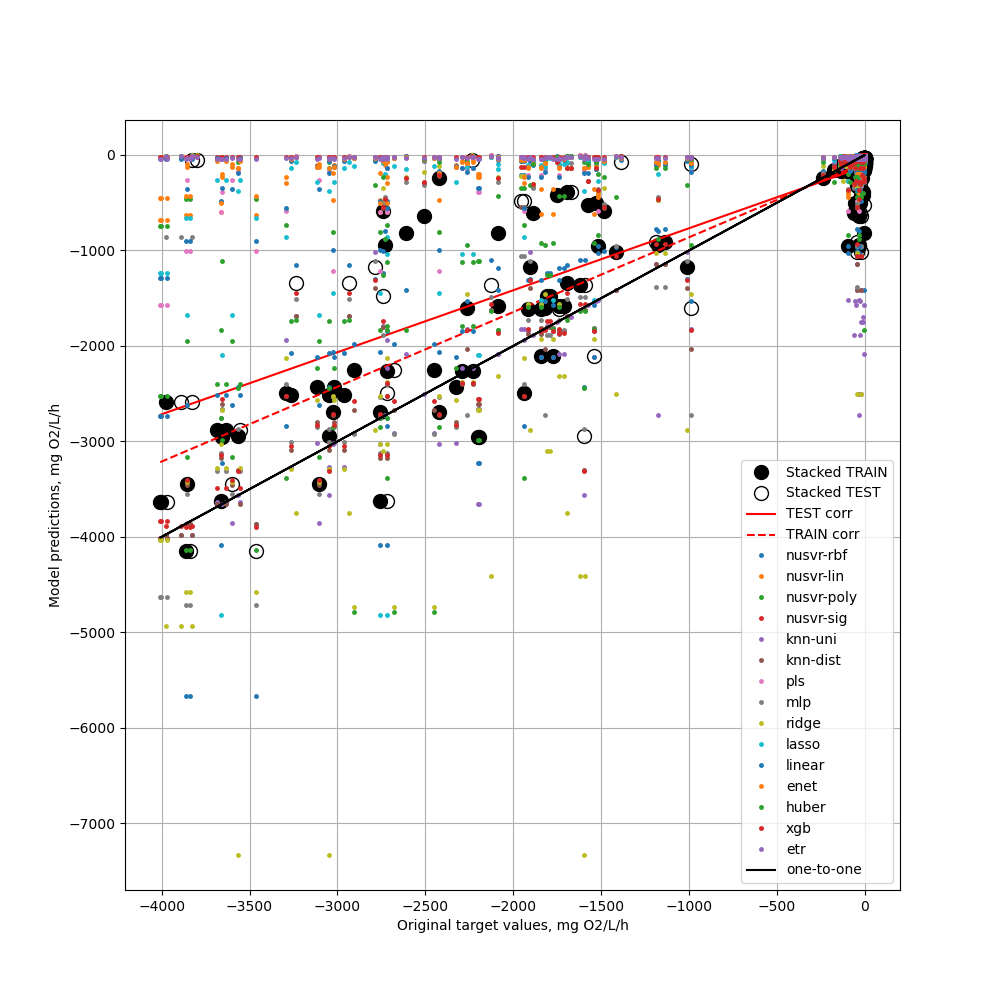 0
−1000
−2000
−3000
−4000
−5000
−6000
−7000
Model predictions, mg O2/L/h
−4000 −3500 −3000 −2500 −2000 −1500 −1000 −500 0
Original target values, mg O2/L/h
Stacked TRAIN
Stacked TEST
TEST corr
TRAIN corr
nusvr-rbf
nusvr-lin
nusvr-poly
nusvr-sig
knn-uni
knn-dist
pls
mlp
ridge
lasso
linear
enet
huber
xgb
etr
one-to-one